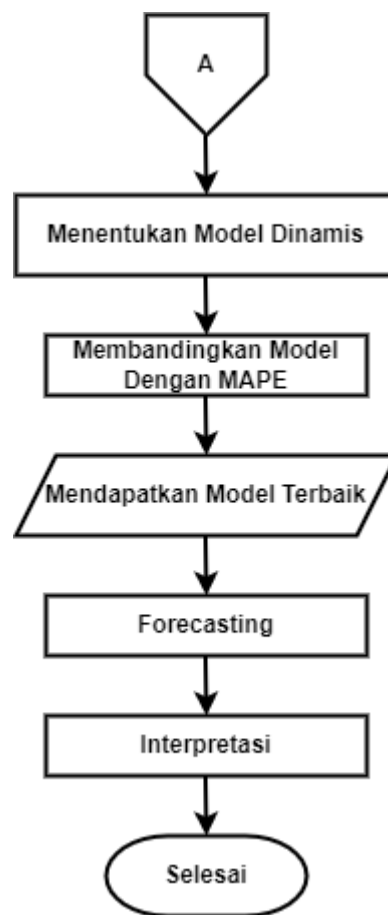 A
Menentukan Model Dinamis
Membandingkan Model
Dengan MAPE
Mendapatkan Model Terbaik
Forecasting
Interpretasi
Selesai